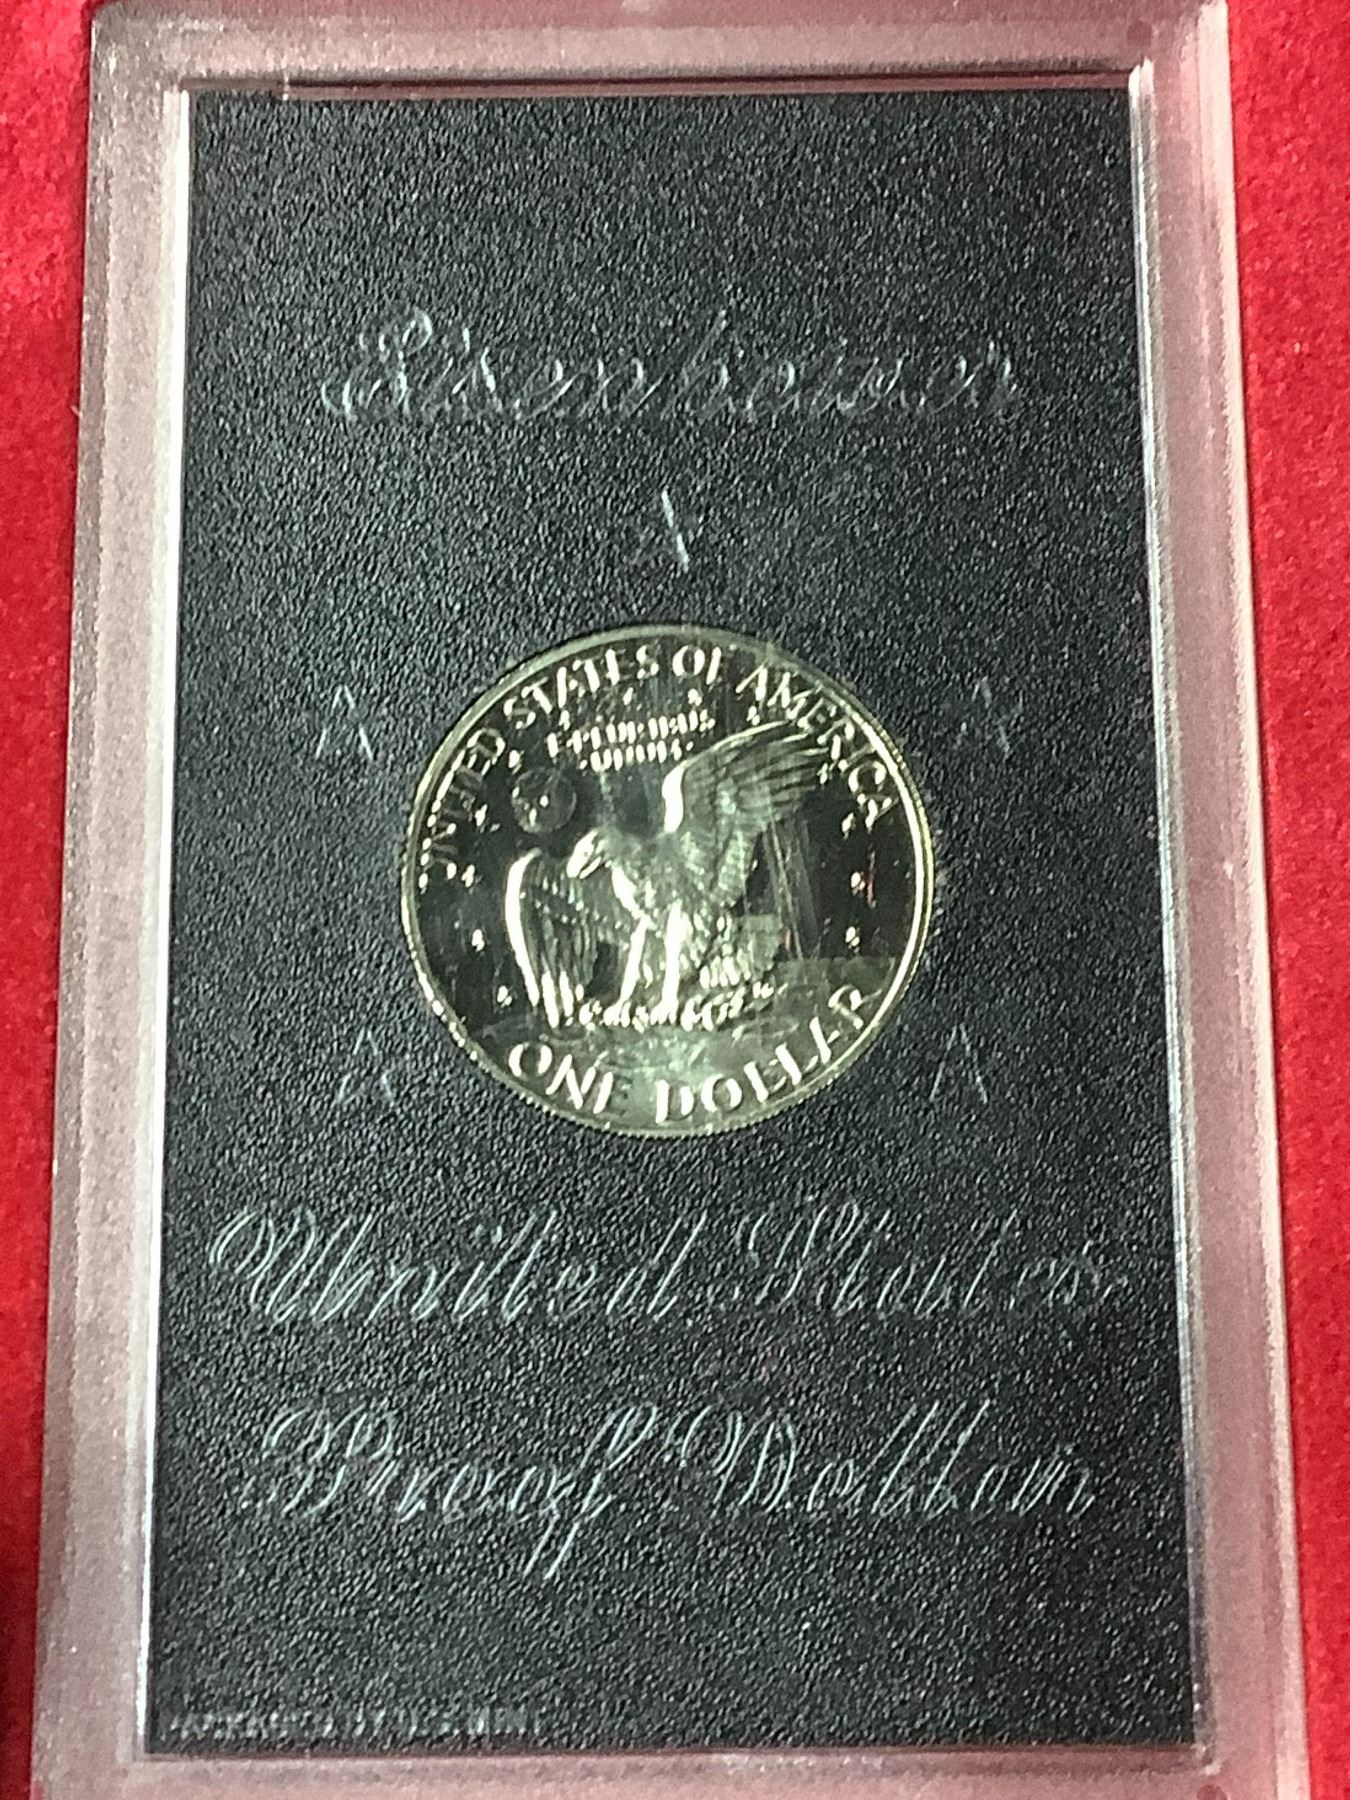 Eisenhower
UNITED STATES OF AMERICA
E PLURIBUS
UNUM
ONE DOLLAR
United States
Proof Dollar